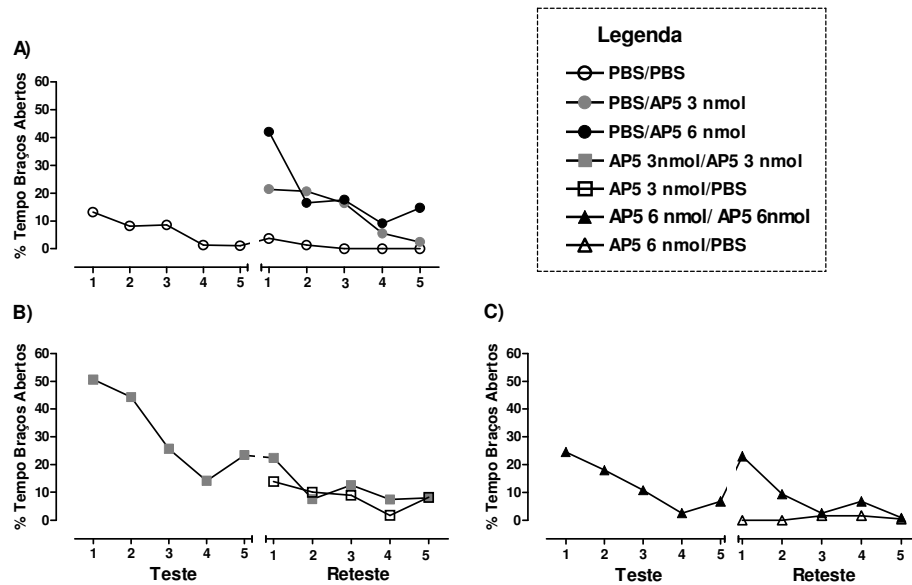 A)
% Tempo Braços Abertos
60
50
40
30
20
10
0
1 2 3 4 5 1 2 3 4 5
Legenda
PBS/PBS
PBS/AP5 3 nmol
PBS/AP5 6 nmol
AP5 3nmol/AP5 3 nmol
AP5 3 nmol/PBS
AP5 6 nmol/ AP5 6nmol
AP5 6 nmol/PBS
B)
% Tempo Braços Abertos
60
50
40
30
20
10
0
1 2 3 4 5 1 2 3 4 5
Teste Reteste
C)
% Tempo Braços Abertos
60
50
40
30
20
10
0
1 2 3 4 5 1 2 3 4 5
Teste Reteste